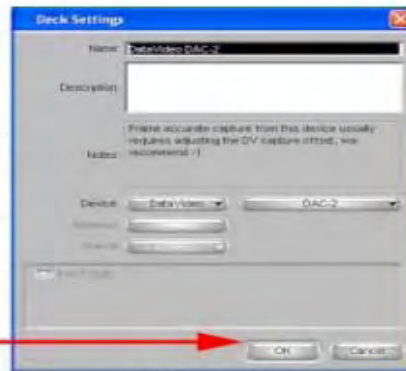 Deck Settings
Name: DataVideo DAC-2
Description:
Notes: Frame accurate capture from this device usually
requires adjusting the DV capture offset, we
recommend -1
Device: DataVideo DAC-2
OK Cancel